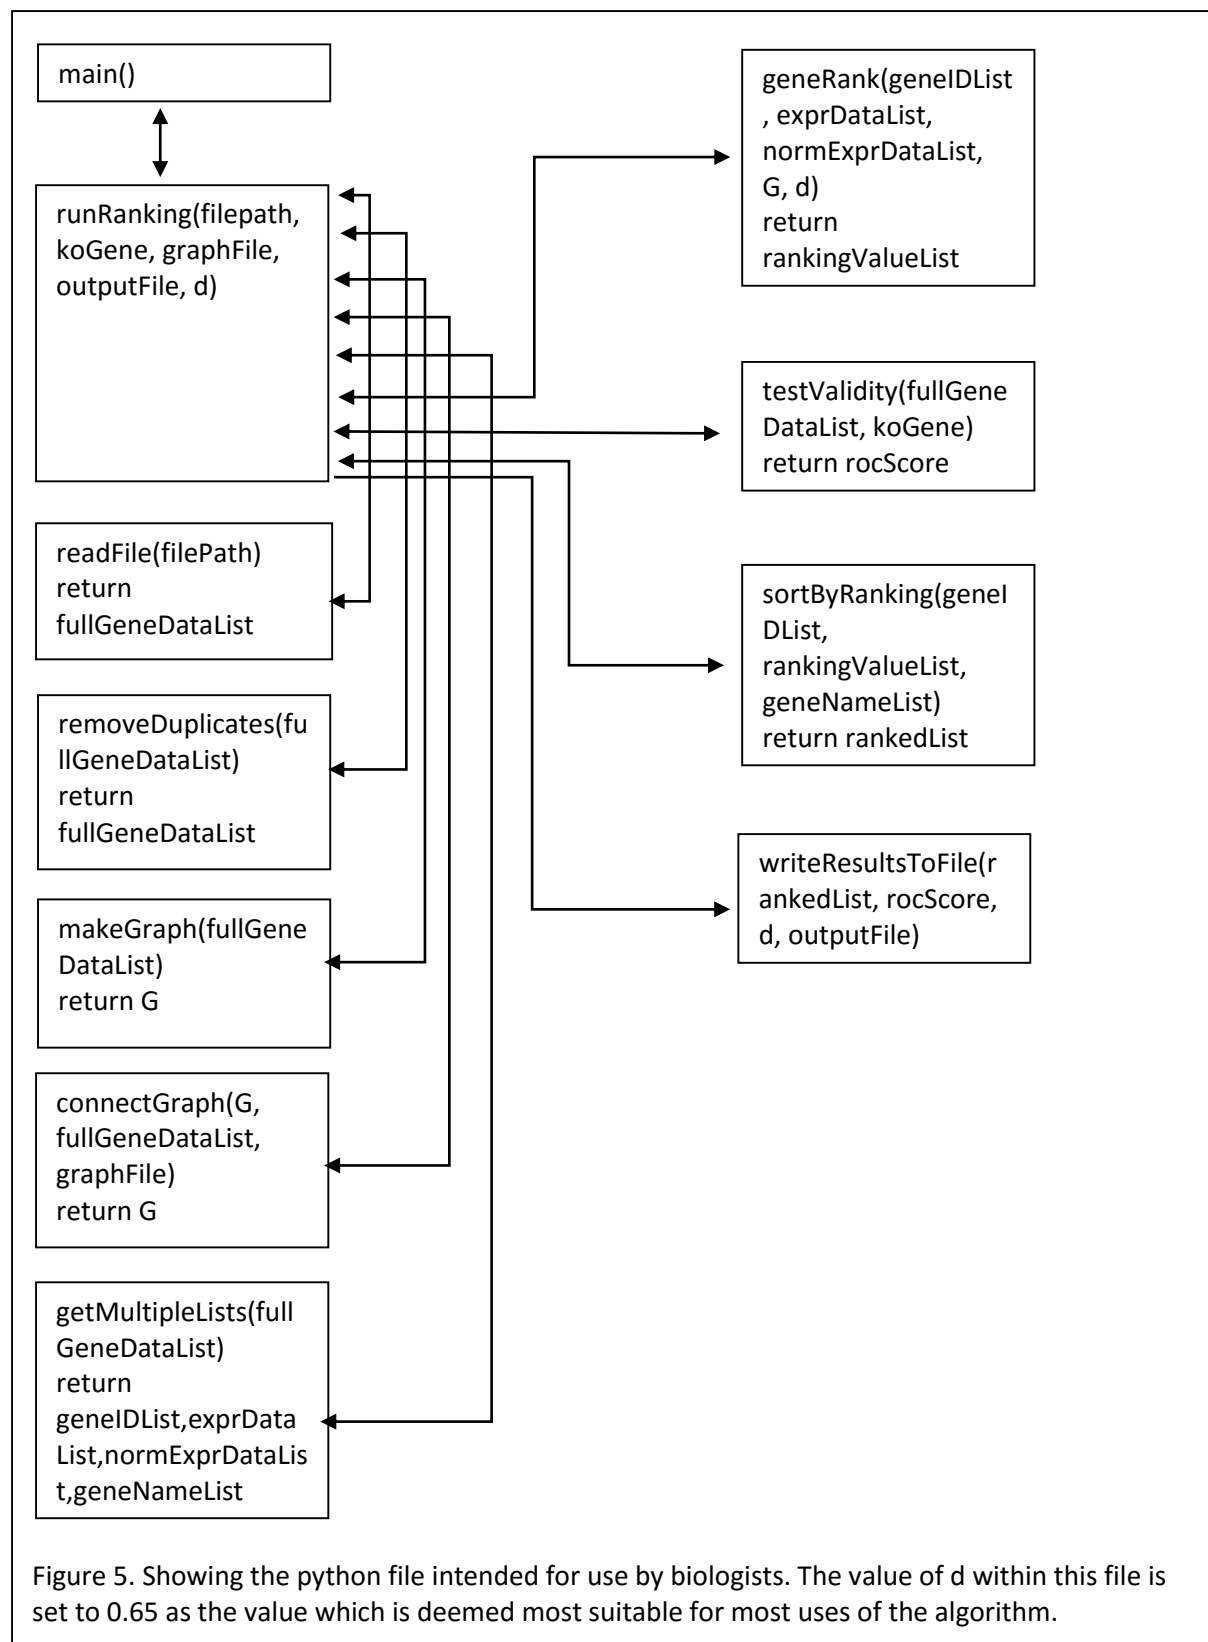 main()
runRanking(filepath,
koGene, graphFile,
outputFile, d)
readFile(filePath)
return
fullGeneDataList
removeDuplicates(fu
llGeneDataList)
return
fullGeneDataList
makeGraph(fullGene
DataList)
return G
connectGraph(G,
fullGeneDataList,
graphFile)
return G
getMultipleLists(full
GeneDataList)
return
geneIDList,exprData
List,normExprDataLis
t,geneNameList
geneRank(geneIDList
, exprDataList,
normExprDataList,
G, d)
return
rankingValueList
testValidity(fullGene
DataList, koGene)
return rocScore
sortByRanking(geneI
DList,
rankingValueList,
geneNameList)
return rankedList
writeResultsToFile(r
ankedList, rocScore,
d, outputFile)
Figure 5. Showing the python file intended for use by biologists. The value of d within this file is
set to 0.65 as the value which is deemed most suitable for most uses of the algorithm.